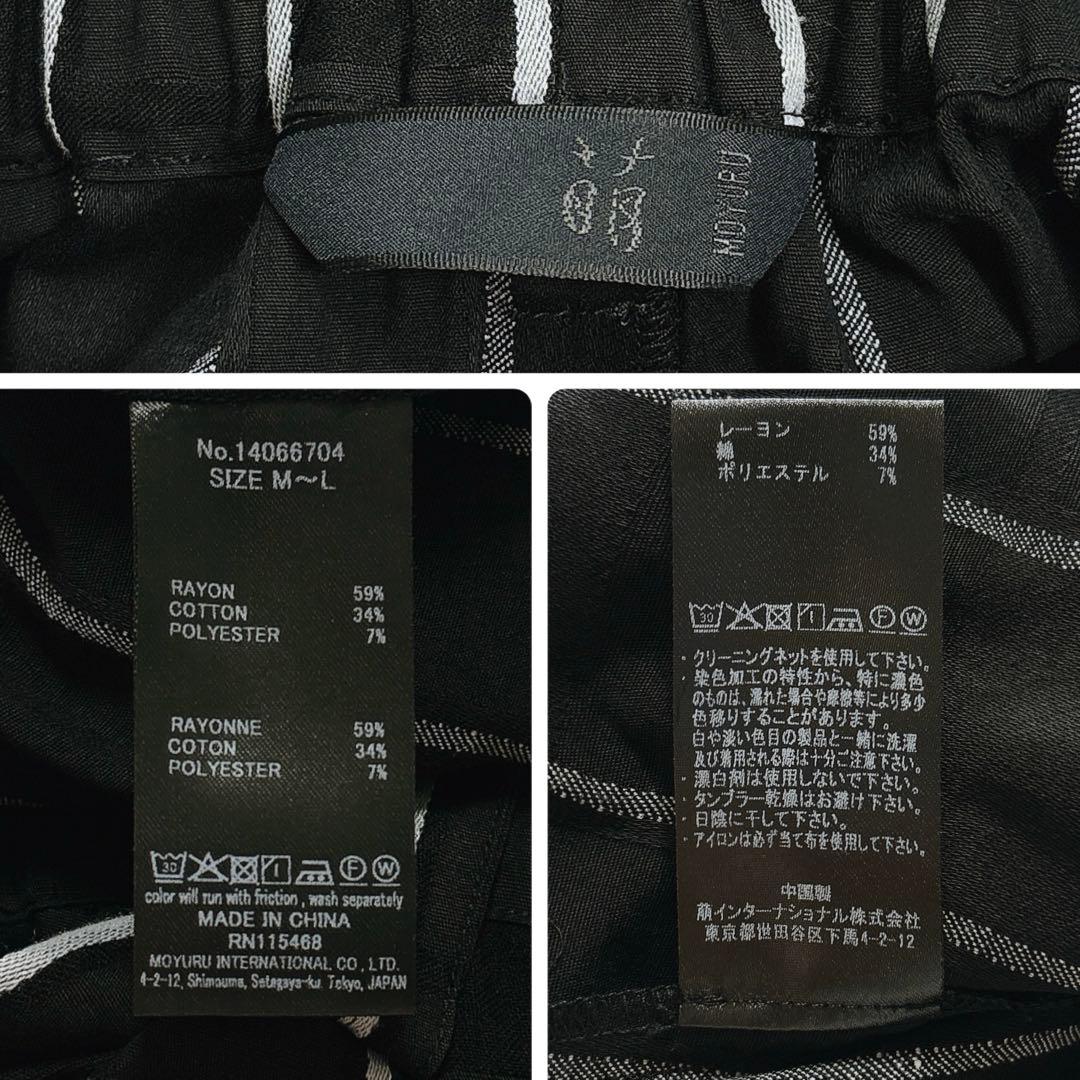 萌
MOYURU
No.14066704
SIZE M〜L
RAYON 59%
COTTON 34%
POLYESTER 7%
RAYONNE 59%
COTON 34%
POLYESTER 7%
30 F W
color will run with friction , wash separately
MADE IN CHINA
RN115468
MOYURU INTERNATIONAL CO., LTD.
4-2-12, Shimouma, Setagaya-ku, Tokyo, JAPAN
レーヨン 59%
綿 34%
ポリエステル 7%
30 F W
・クリーニングネットを使用して下さい。
・染色加工の特性から、特に濃色
のものは、濡れた場合や摩擦等により多少
色移りすることがあります。
白や淡い色目の製品と一緒に洗濯
及び着用される際は十分ご注意下さい。
・漂白剤は使用しないで下さい。
・タンブラー乾燥はお避け下さい。
・日陰に干して下さい。
・アイロンは必ず当て布を使用して下さい。
中国製
萌インターナショナル株式会社
東京都世田谷区下馬4-2-12